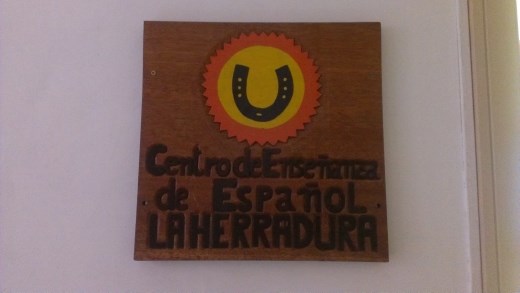 Centro de Enseñanza
de Español
LA HERRADURA